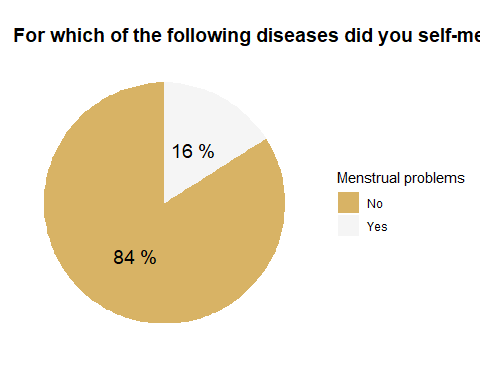 For which of the following diseases did you self-me
16 %
84 %
Menstrual problems
No
Yes